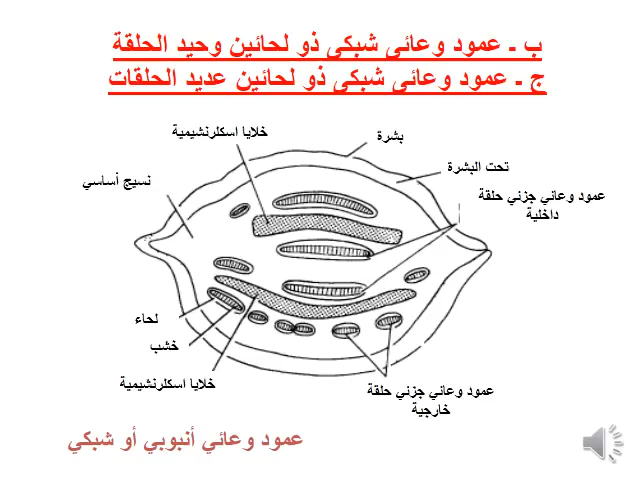 ب ـ عمود وعائى شبكى ذو لحائين وحيد الحلقة
ج ـ عمود وعائى شبكى ذو لحائين عديد الحلقات
خلايا اسكلرنشيمية
بشرة
تحت البشرة
نسيج أساسي
عمود وعائي جزني حلقة
داخلية
لحاء
خشب
خلايا اسكلرنشيمية
عمود وعائي جزني حلقة
خارجية
عمود وعائي أنبوبي أو شبكي